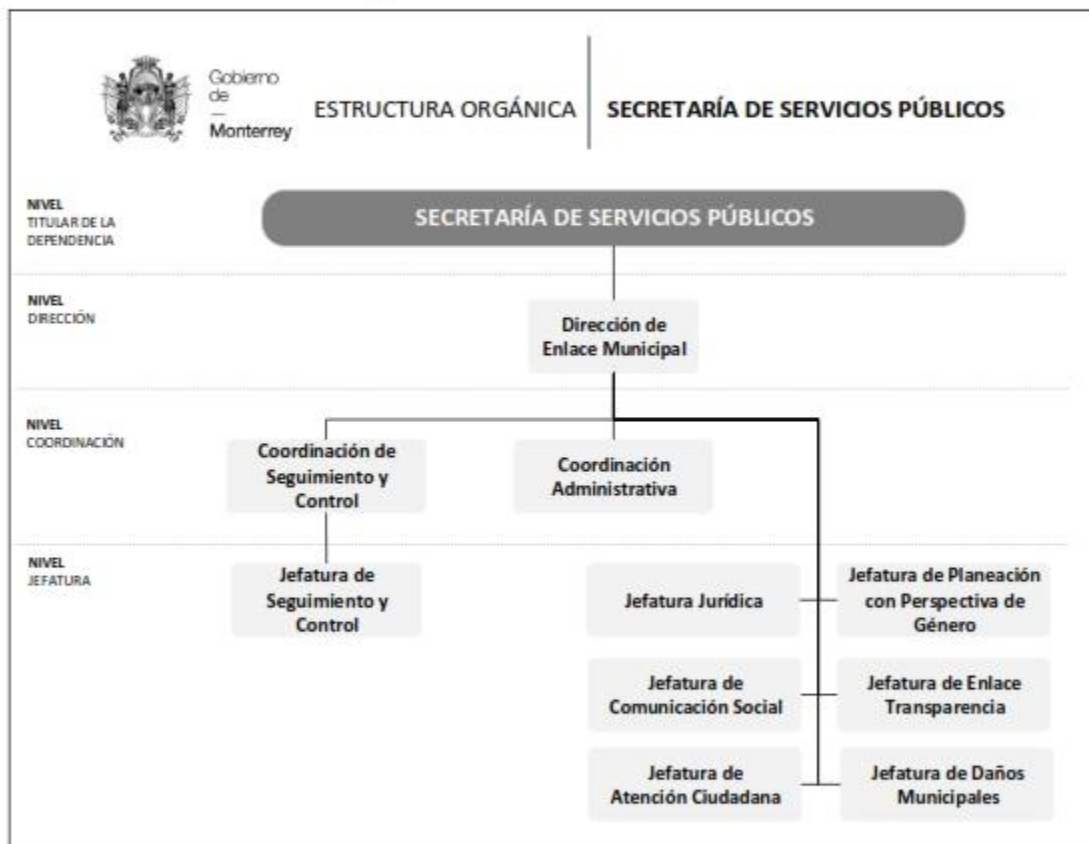 Gobierno
de
—
Monterrey
ESTRUCTURA ORGÁNICA
SECRETARÍA DE SERVICIOS PÚBLICOS
NIVEL
TITULAR DE LA
DEPENDENCIA
SECRETARÍA DE SERVICIOS PÚBLICOS
NIVEL
DIRECCIÓN
Dirección de
Enlace Municipal
NIVEL
COORDINACIÓN
Coordinación de
Seguimiento y
Control
Coordinación
Administrativa
NIVEL
JEFATURA
Jefatura de
Seguimiento y
Control
Jefatura Jurídica
Jefatura de Planeación
con Perspectiva de
Género
Jefatura de
Comunicación Social
Jefatura de Enlace
Transparencia
Jefatura de
Atención Ciudadana
Jefatura de Daños
Municipales